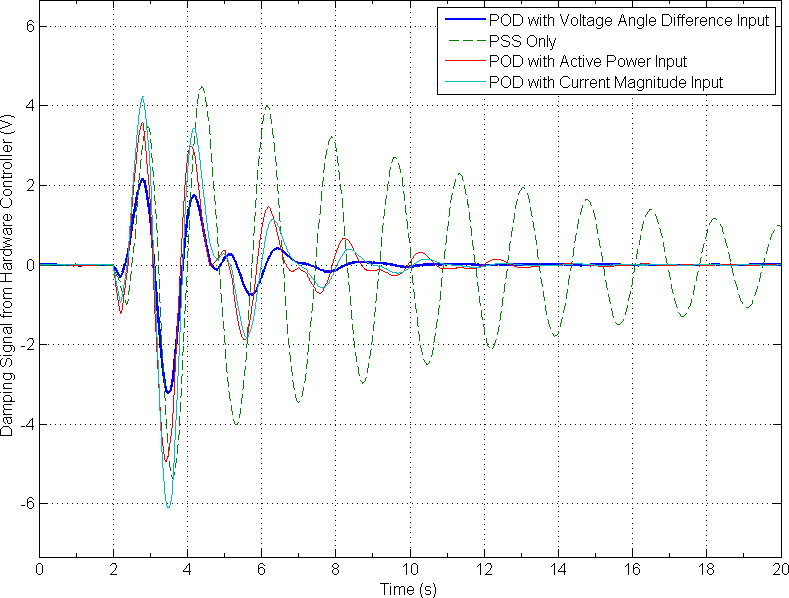 POD with Voltage Angle Difference Input
PSS Only
POD with Active Power Input
POD with Current Magnitude Input
Damping Signal from Hardware Controller (V)
6
4
2
0
-2
-4
-6
0 2 4 6 8 10 12 14 16 18 20
Time (s)